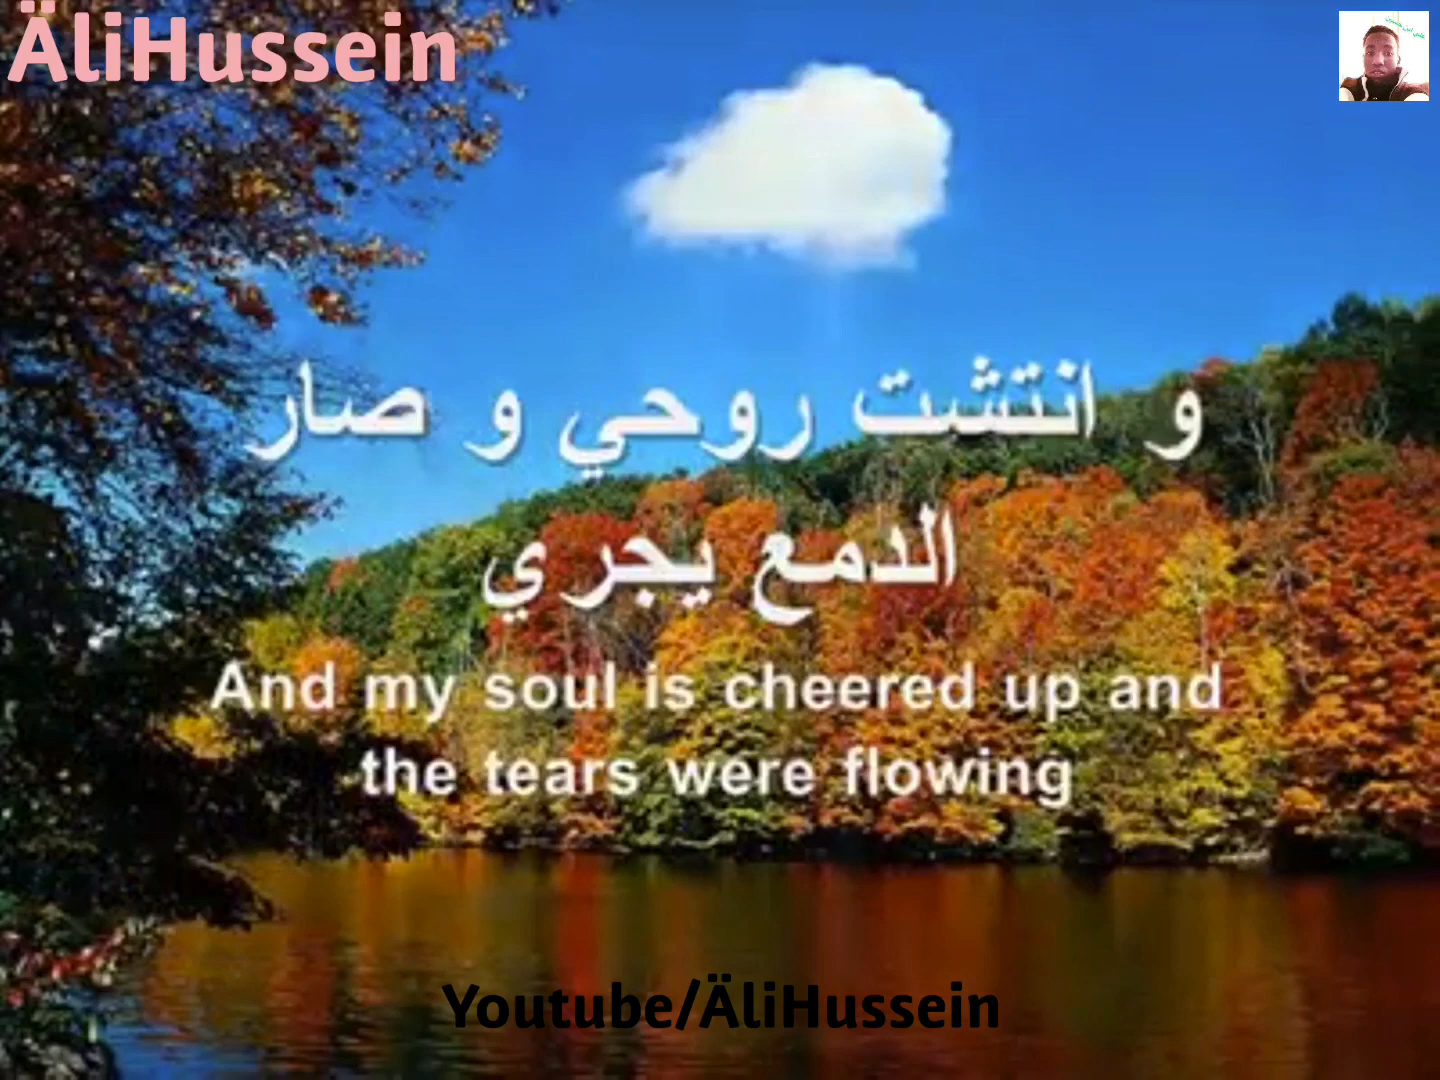 ÄliHussein
و انتشت روحي و صار
الدمع يجري
And my soul is cheered up and
the tears were flowing
Youtube/ÄliHussein